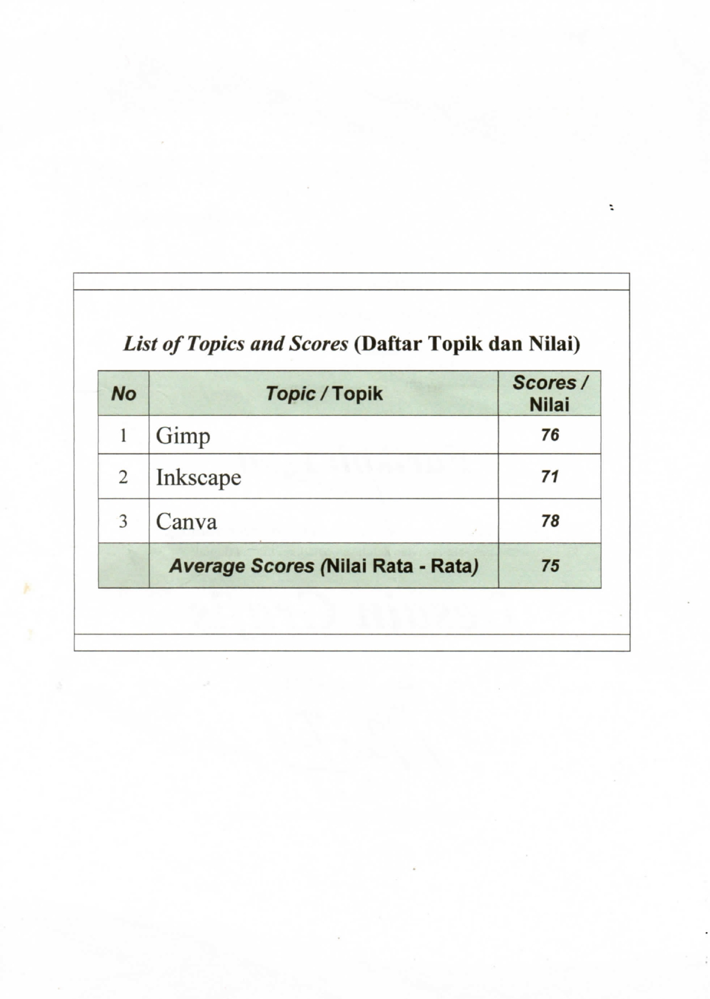 List of Topics and Scores (Daftar Topik dan Nilai)
No Topic / Topik Scores / Nilai
1 Gimp 76
2 Inkscape 71
3 Canva 78
Average Scores (Nilai Rata - Rata) 75